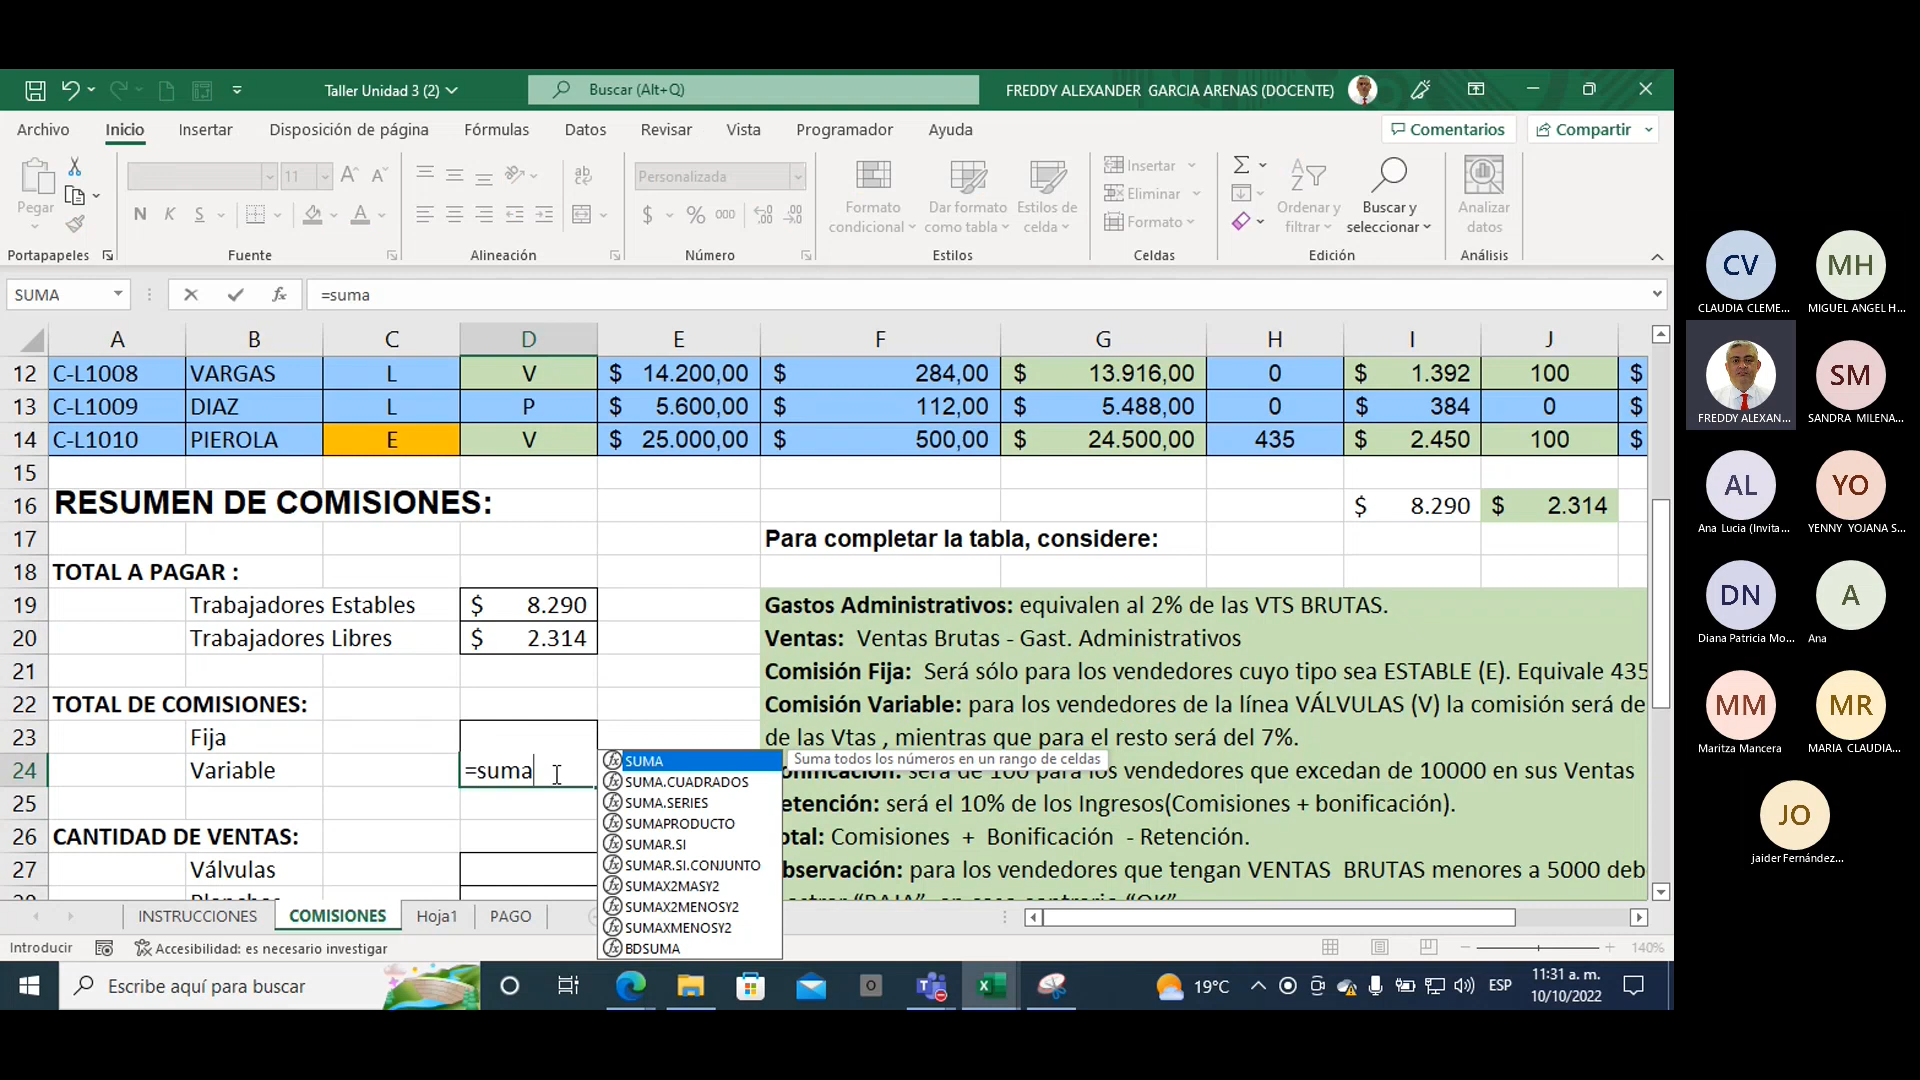 Taller Unidad 3 (2)
Buscar (Alt+Q)
FREDDY ALEXANDER GARCIA ARENAS (DOCENTE)
Archivo Inicio Insertar Disposición de página Fórmulas Datos Revisar Vista Programador Ayuda Comentarios Compartir
Pegar
11
Personalizada
N K S
$ % 000
Formato condicional
Dar formato como tabla
Estilos de celda
Insertar
Eliminar
Formato
Ordenar y filtrar
Buscar y seleccionar
Analizar datos
Portapapeles Fuente Alineación Número Estilos Celdas Edición Análisis
SUMA
=suma
A B C D E F G H I J
12 C-L1008 VARGAS L V $ 14.200,00 $ 284,00 $ 13.916,00 0 $ 1.392 100 $
13 C-L1009 DIAZ L P $ 5.600,00 $ 112,00 $ 5.488,00 0 $ 384 0 $
14 C-L1010 PIEROLA E V $ 25.000,00 $ 500,00 $ 24.500,00 435 $ 2.450 100 $
15
16 RESUMEN DE COMISIONES: $ 8.290 $ 2.314
17 Para completar la tabla, considere:
18 TOTAL A PAGAR :
19 Trabajadores Estables $ 8.290 Gastos Administrativos: equivalen al 2% de las VTS BRUTAS.
20 Trabajadores Libres $ 2.314 Ventas: Ventas Brutas - Gast. Administrativos
21 Comisión Fija: Será sólo para los vendedores cuyo tipo sea ESTABLE (E). Equivale 435
22 TOTAL DE COMISIONES: Comisión Variable: para los vendedores de la línea VÁLVULAS (V) la comisión será de
23 Fija de las Vtas , mientras que para el resto será del 7%.
24 Variable =suma será de 100 para los vendedores que excedan de 10000 en sus Ventas
25 etención: será el 10% de los Ingresos(Comisiones + bonificación).
26 CANTIDAD DE VENTAS: otal: Comisiones + Bonificación - Retención.
27 Válvulas bservación: para los vendedores que tengan VENTAS BRUTAS menores a 5000 deb
SUMA
Suma todos los números en un rango de celdas
SUMA.CUADRADOS
SUMA.SERIES
SUMAPRODUCTO
SUMAR.SI
SUMAR.SI.CONJUNTO
SUMAX2MASY2
SUMAX2MENOSY2
SUMAXMENOSY2
BDSUMA
INSTRUCCIONES COMISIONES Hoja1 PAGO
Introducir
Accesibilidad: es necesario investigar
140%
Escribe aquí para buscar
19°C
ESP
11:31 a. m.
10/10/2022
CV
CLAUDIA CLEME...
MH
MIGUEL ANGEL H...
FREDDY ALEXAN...
SM
SANDRA MILENA...
AL
Ana Lucia (Invita...
YO
YENNY YOJANA S...
DN
Diana Patricia Mo...
A
Ana
MM
Maritza Mancera
MR
MARIA CLAUDIA...
JO
jaider Fernández...